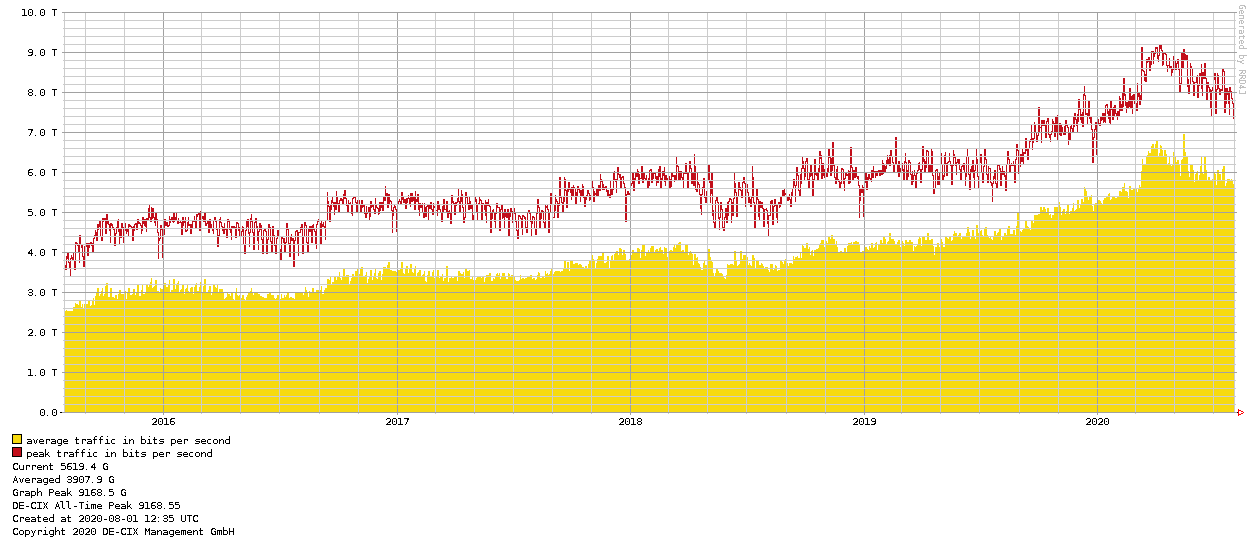 10.0 T
9.0 T
8.0 T
7.0 T
6.0 T
5.0 T
4.0 T
3.0 T
2.0 T
1.0 T
0.0
2016 2017 2018 2019 2020
Generated by RRD4J
average traffic in bits per second
peak traffic in bits per second
Current 5619.4 G
Averaged 3907.9 G
Graph Peak 9168.5 G
DE-CIX All-Time Peak 9168.55
Created at 2020-08-01 12:35 UTC
Copyright 2020 DE-CIX Management GmbH